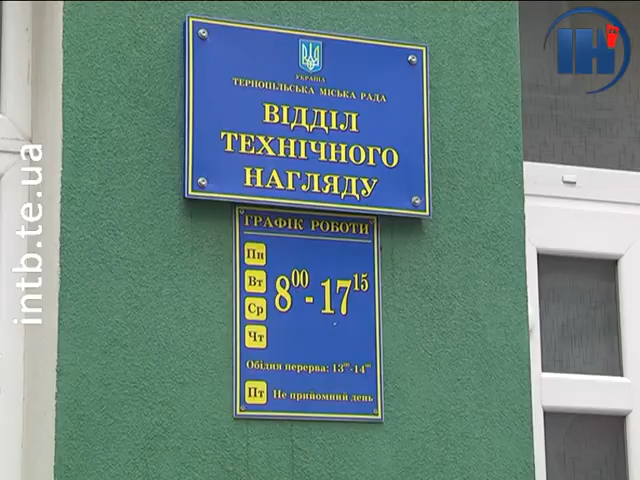 УКРАЇНА
ТЕРНОПІЛЬСЬКА МІСЬКА РАДА
ВІДДІЛ
ТЕХНІЧНОГО
НАГЛЯДУ
ГРАФІК РОБОТИ
Пн
Вт
Ср
Чт
8⁰⁰ - 17¹⁵
Обідня перерва: 13⁰⁰-14⁰⁰
Пт Не прийомний день
intb.te.ua
ІН